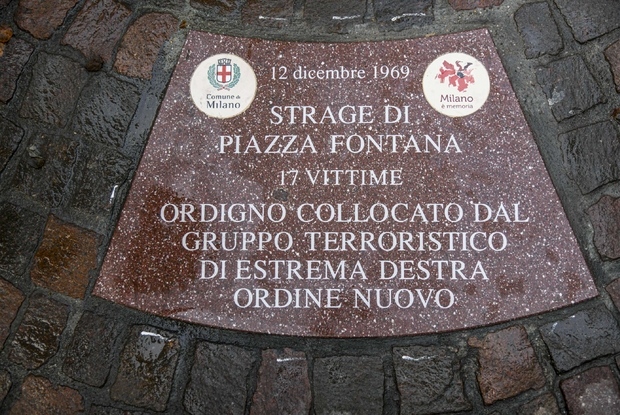 12 dicembre 1969
Comune di
Milano
Milano
è memoria
STRAGE DI
PIAZZA FONTANA
17 VITTIME
ORDIGNO COLLOCATO DAL
GRUPPO TERRORISTICO
DI ESTREMA DESTRA
ORDINE NUOVO